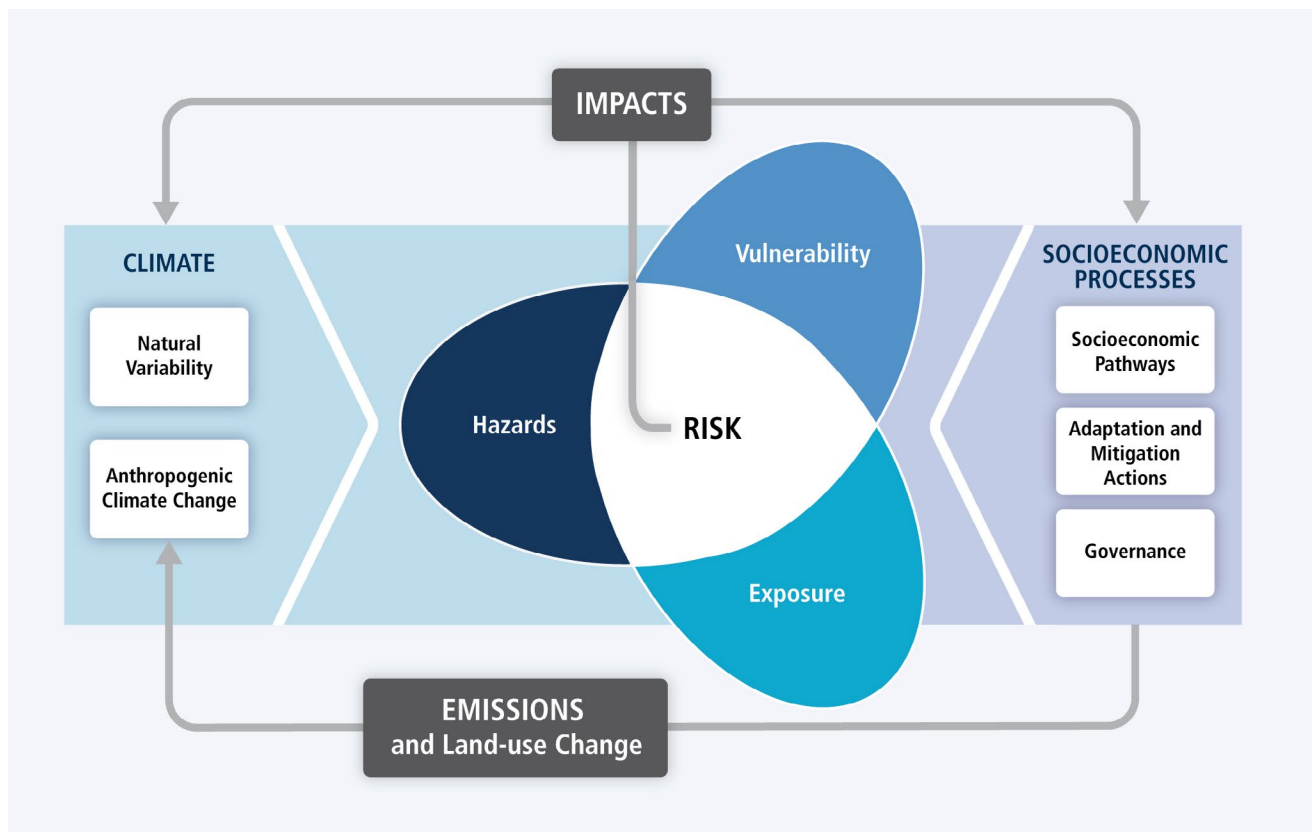 IMPACTS
CLIMATE
Natural
Variability
Anthropogenic
Climate Change
Vulnerability
Hazards
RISK
Exposure
SOCIOECONOMIC
PROCESSES
Socioeconomic
Pathways
Adaptation and
Mitigation
Actions
Governance
EMISSIONS
and Land-use Change